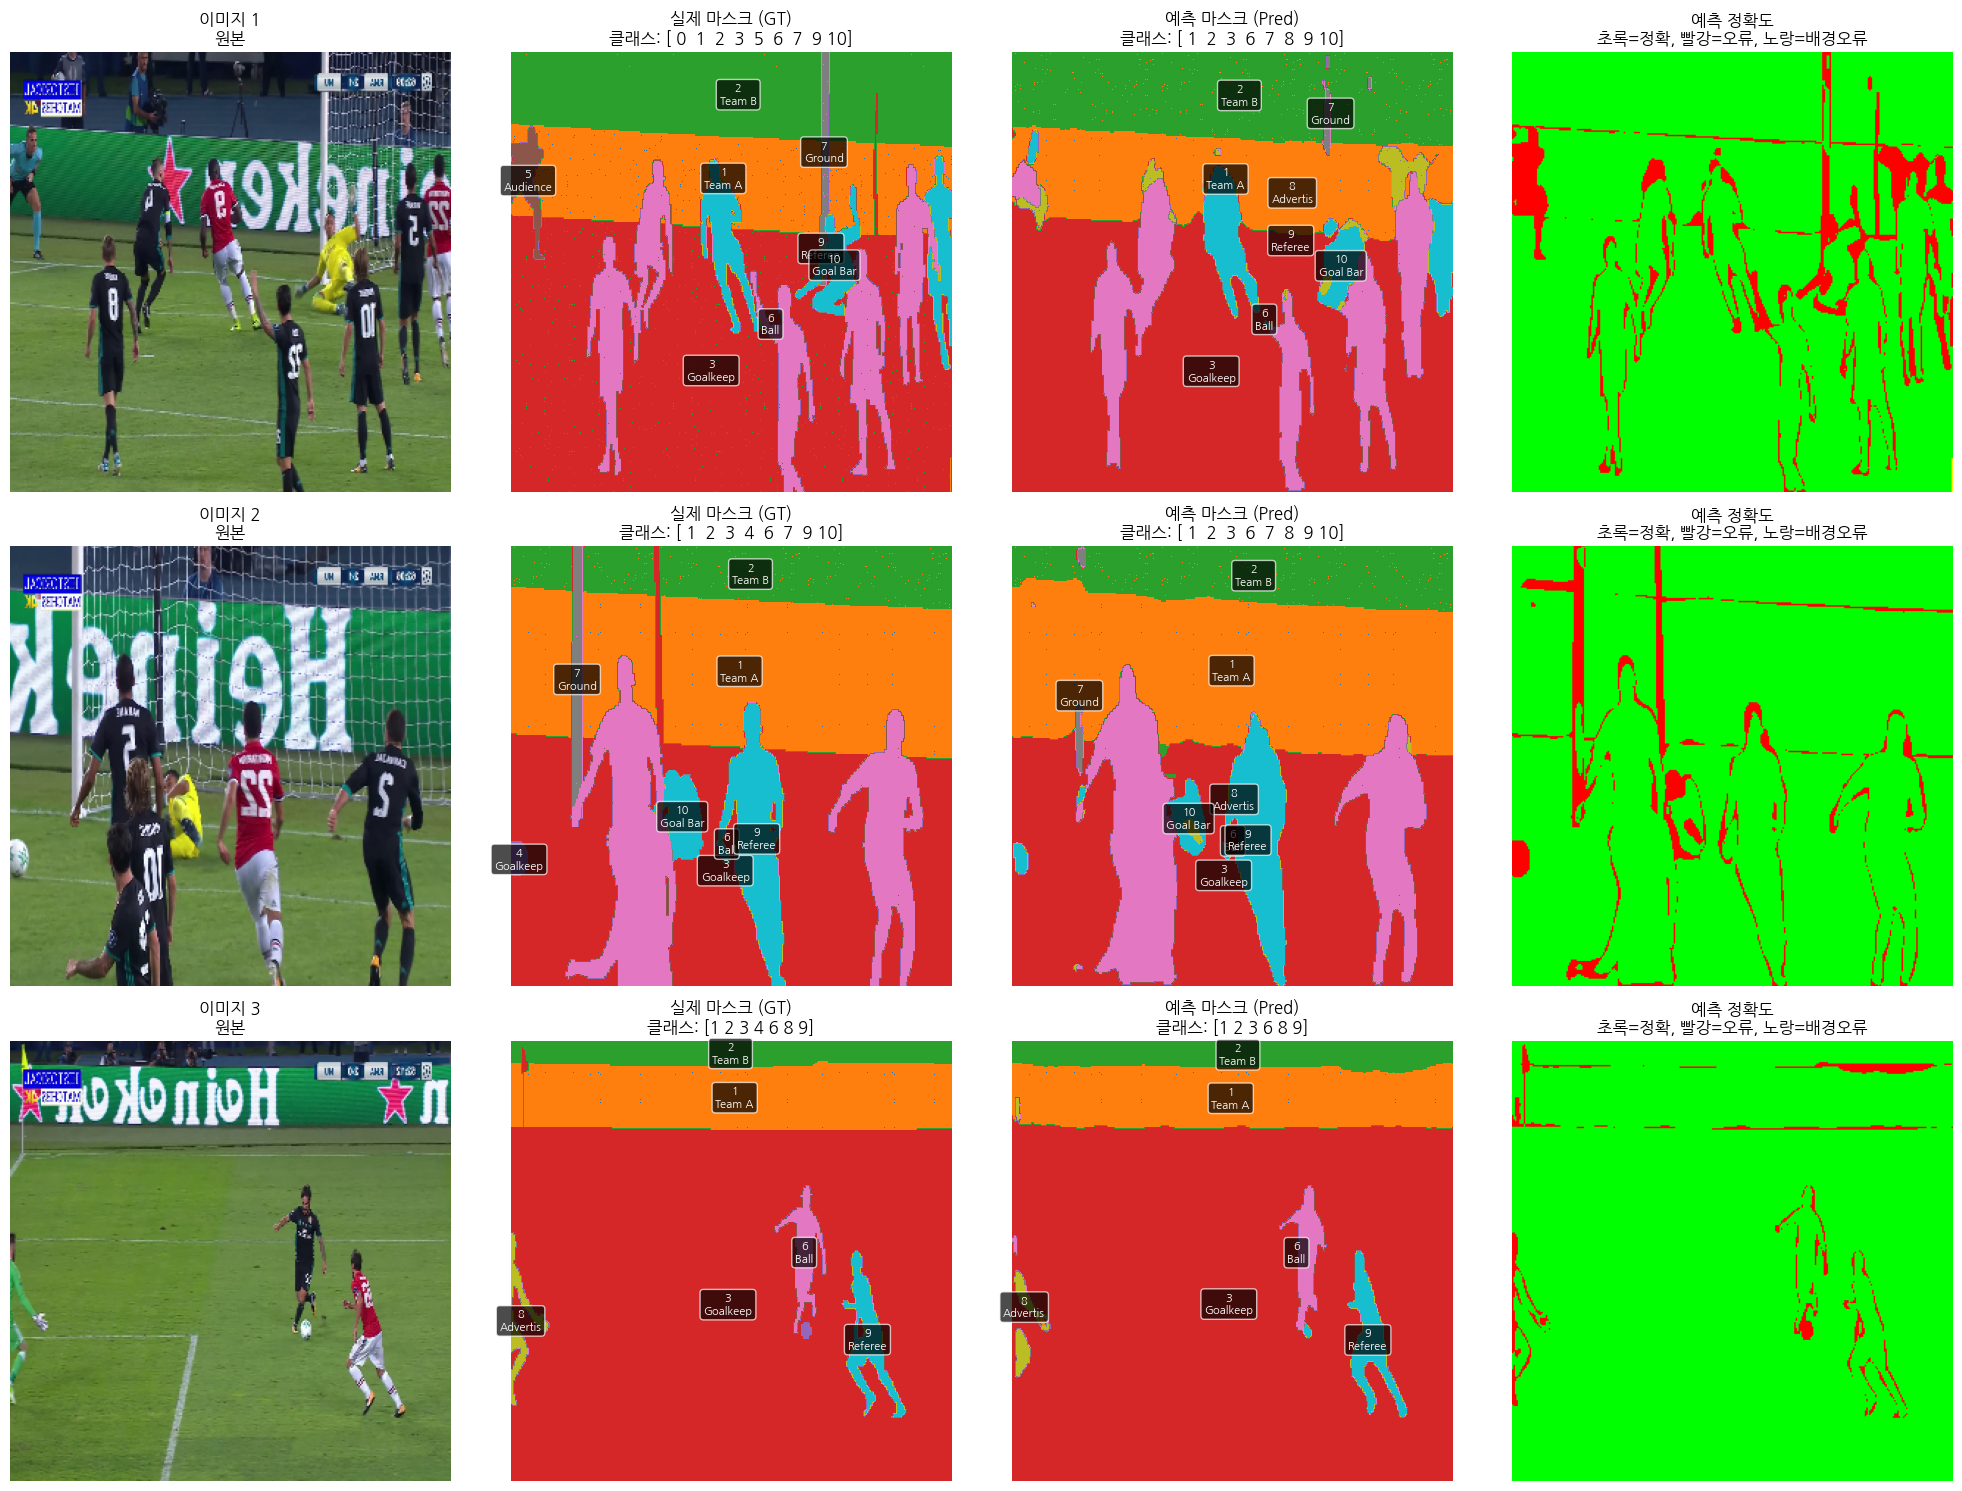 이미지 1
원본
실제 마스크 (GT)
클래스: [ 0 1 2 3 5 6 7 9 10]
예측 마스크 (Pred)
클래스: [ 1 2 3 6 7 8 9 10]
예측 정확도
초록=정확, 빨강=오류, 노랑=배경오류
2
Team B
7
Ground
5
Audience
1
Team A
9
10
Goal Bar
6
Ball
3
Goalkeep
2
Team B
7
Ground
1
Team A
8
Advertis
9
Referee
10
Goal Bar
6
Ball
3
Goalkeep
이미지 2
원본
실제 마스크 (GT)
클래스: [ 1 2 3 4 6 7 9 10]
예측 마스크 (Pred)
클래스: [ 1 2 3 6 7 8 9 10]
예측 정확도
초록=정확, 빨강=오류, 노랑=배경오류
2
Team B
7
Ground
1
Team A
10
Goal Bar
6
9
Referee
4
Goalkeep
3
Goalkeep
2
Team B
7
Ground
1
Team A
8
Advertis
10
Goal Bar
6
9
Referee
3
Goalkeep
이미지 3
원본
실제 마스크 (GT)
클래스: [1 2 3 4 6 8 9]
예측 마스크 (Pred)
클래스: [1 2 3 6 8 9]
예측 정확도
초록=정확, 빨강=오류, 노랑=배경오류
2
Team B
1
Team A
6
Ball
3
Goalkeep
8
Advertis
9
Referee
2
Team B
1
Team A
6
Ball
3
Goalkeep
8
Advertis
9
Referee